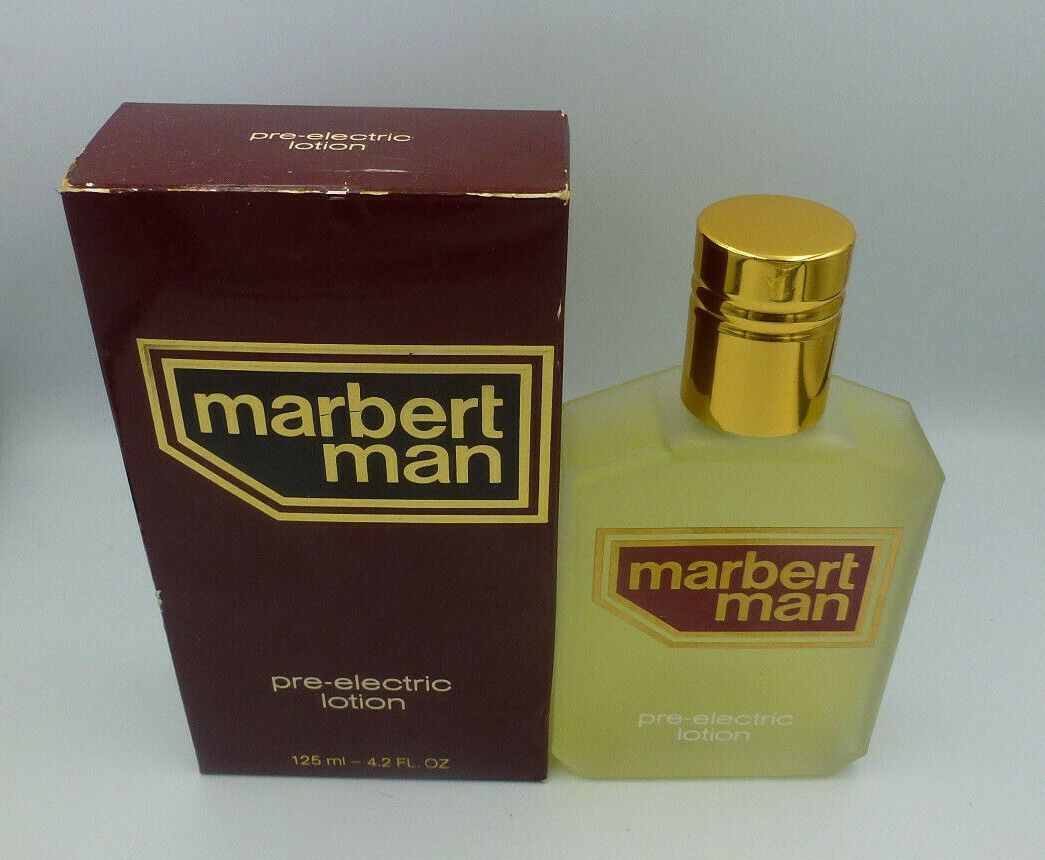 pre-electric
lotion
marbert
man
pre-electric
lotion
125 ml - 4.2 FL. OZ
marbert
man
pre-electric
lotion